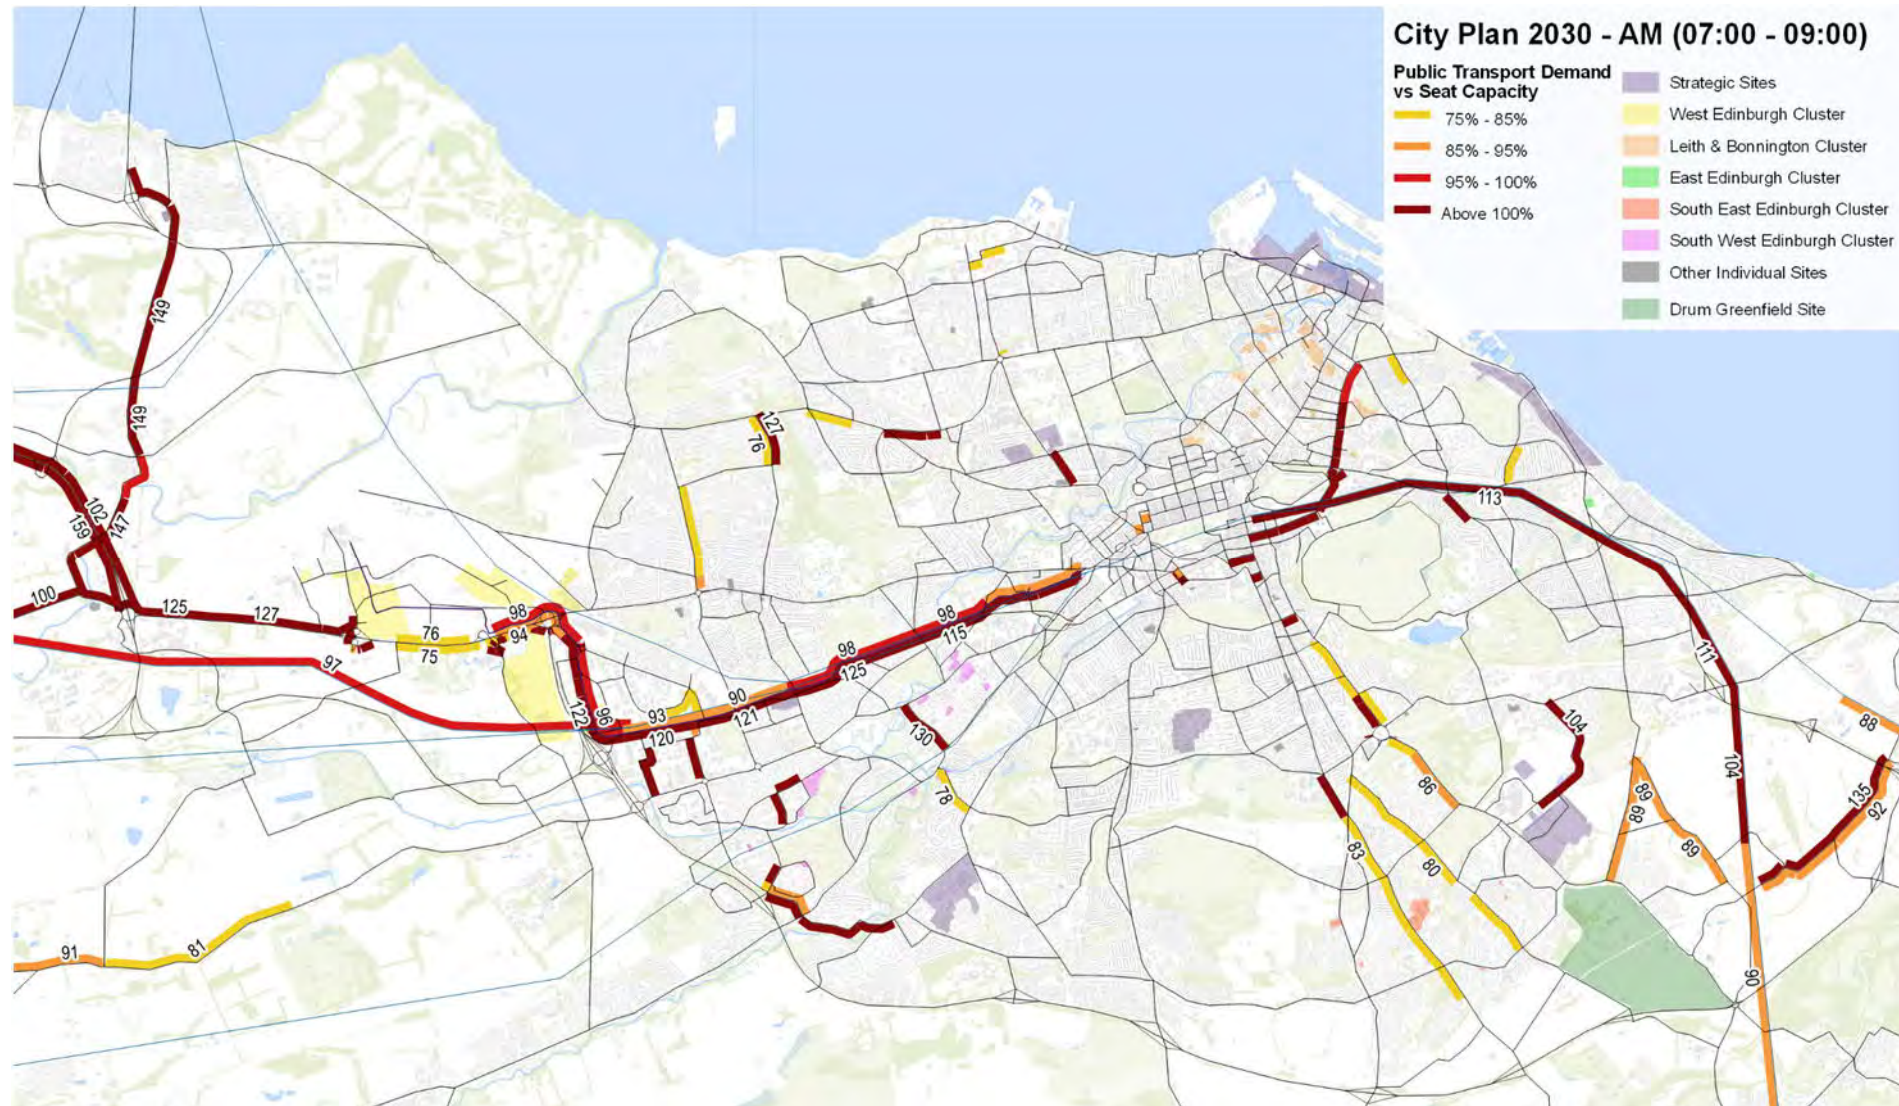 City Plan 2030 - AM (07:00 - 09:00)
Public Transport Demand
vs Seat Capacity
75% - 85%
85% - 95%
95% - 100%
Above 100%
Strategic Sites
West Edinburgh Cluster
Leith & Bonnington Cluster
East Edinburgh Cluster
South East Edinburgh Cluster
South West Edinburgh Cluster
Other Individual Sites
Drum Greenfield Site
149
149
127
76
102
159
147
113
100
125
127
76
75
98
94
98
115
98
125
97
122
96
93
90
120
121
130
78
111
104
104
88
86
89
89
89
135
92
83
80
91
81
90